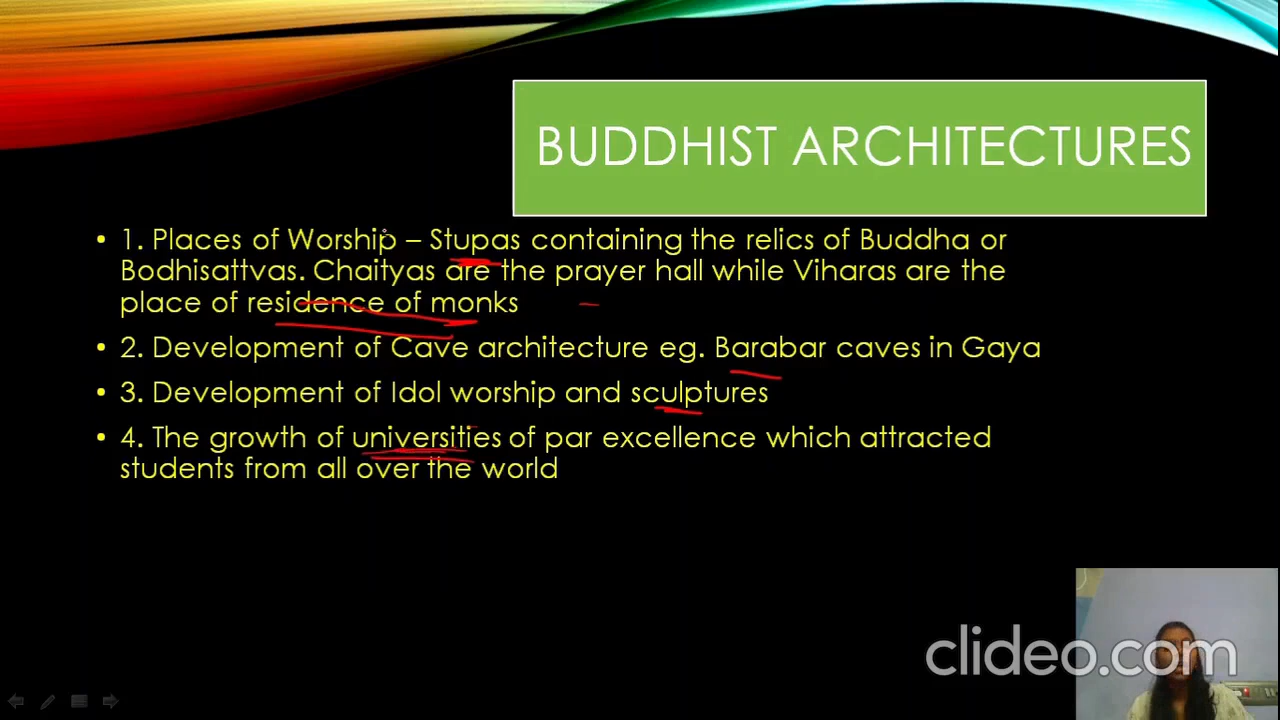 BUDDHIST ARCHITECTURES
• 1. Places of Worship – Stupas containing the relics of Buddha or
Bodhisattvas. Chaityas are the prayer hall while Viharas are the
place of residence of monks
• 2. Development of Cave architecture eg. Barabar caves in Gaya
• 3. Development of Idol worship and sculptures
• 4. The growth of universities of par excellence which attracted
students from all over the world
clideo.com